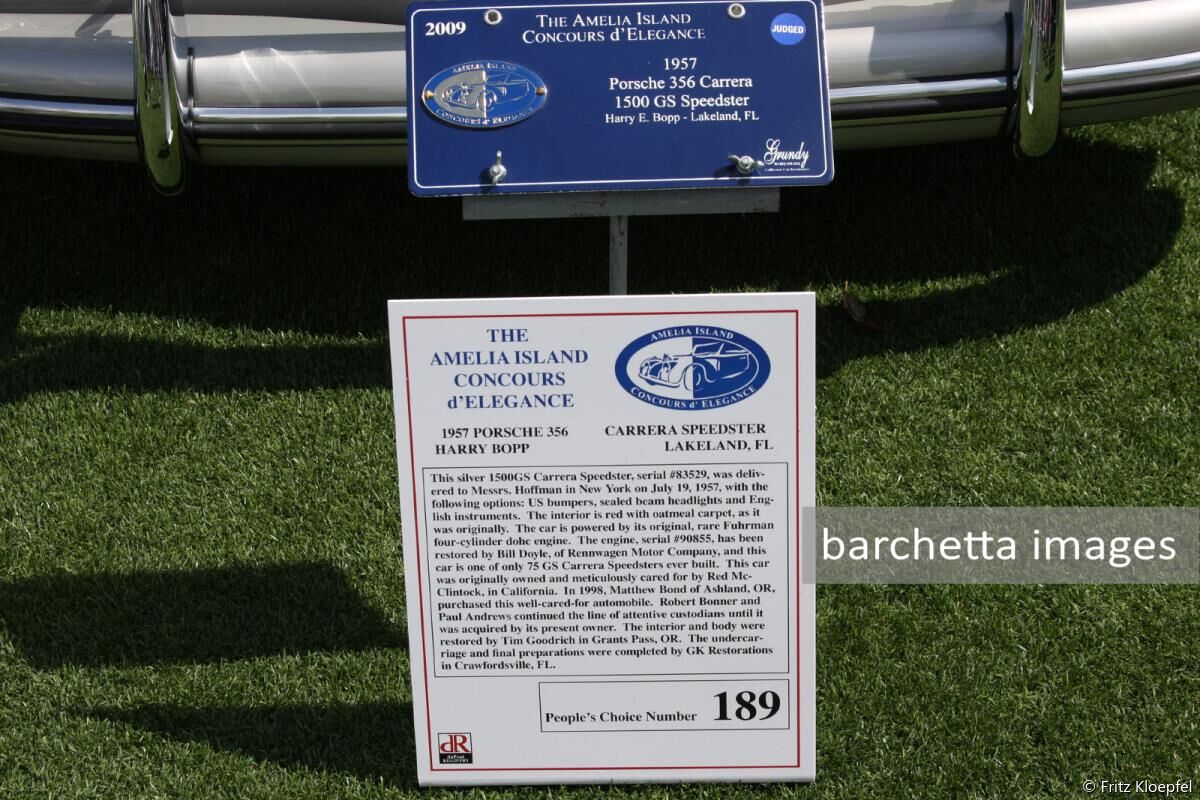 2009
THE AMELIA ISLAND
CONCOURS d'ELEGANCE
JUDGED
AMELIA ISLAND
CONCOURS d' ELEGANCE
1957
Porsche 356 Carrera
1500 GS Speedster
Harry E. Bopp - Lakeland, FL
Grundy
THE
AMELIA ISLAND
CONCOURS
d'ELEGANCE
AMELIA ISLAND
CONCOURS d' ELEGANCE
1957 PORSCHE 356 CARRERA SPEEDSTER
HARRY BOPP LAKELAND, FL
This silver 1500GS Carrera Speedster, serial #83529, was deliv-
ered to Messrs. Hoffman in New York on July 19, 1957, with the
following options: US bumpers, sealed beam headlights and Eng-
lish instruments. The interior is red with oatmeal carpet, as it
was originally. The car is powered by its original, rare Fuhrman
four-cylinder dohc engine. The engine, serial #90855, has been
restored by Bill Doyle, of Rennwagen Motor Company, and this
car is one of only 75 GS Carrera Speedsters ever built. This car
was originally owned and meticulously cared for by Red Mc-
Clintock, in California. In 1998, Matthew Bond of Ashland, OR,
purchased this well-cared-for automobile. Robert Bonner and
Paul Andrews continued the line of attentive custodians until it
was acquired by its present owner. The interior and body were
restored by Tim Goodrich in Grants Pass, OR. The undercar-
riage and final preparations were completed by GK Restorations
in Crawfordsville, FL.
People's Choice Number 189
dR
duPont
REGISTRY
barchetta images
© Fritz Kloepfel